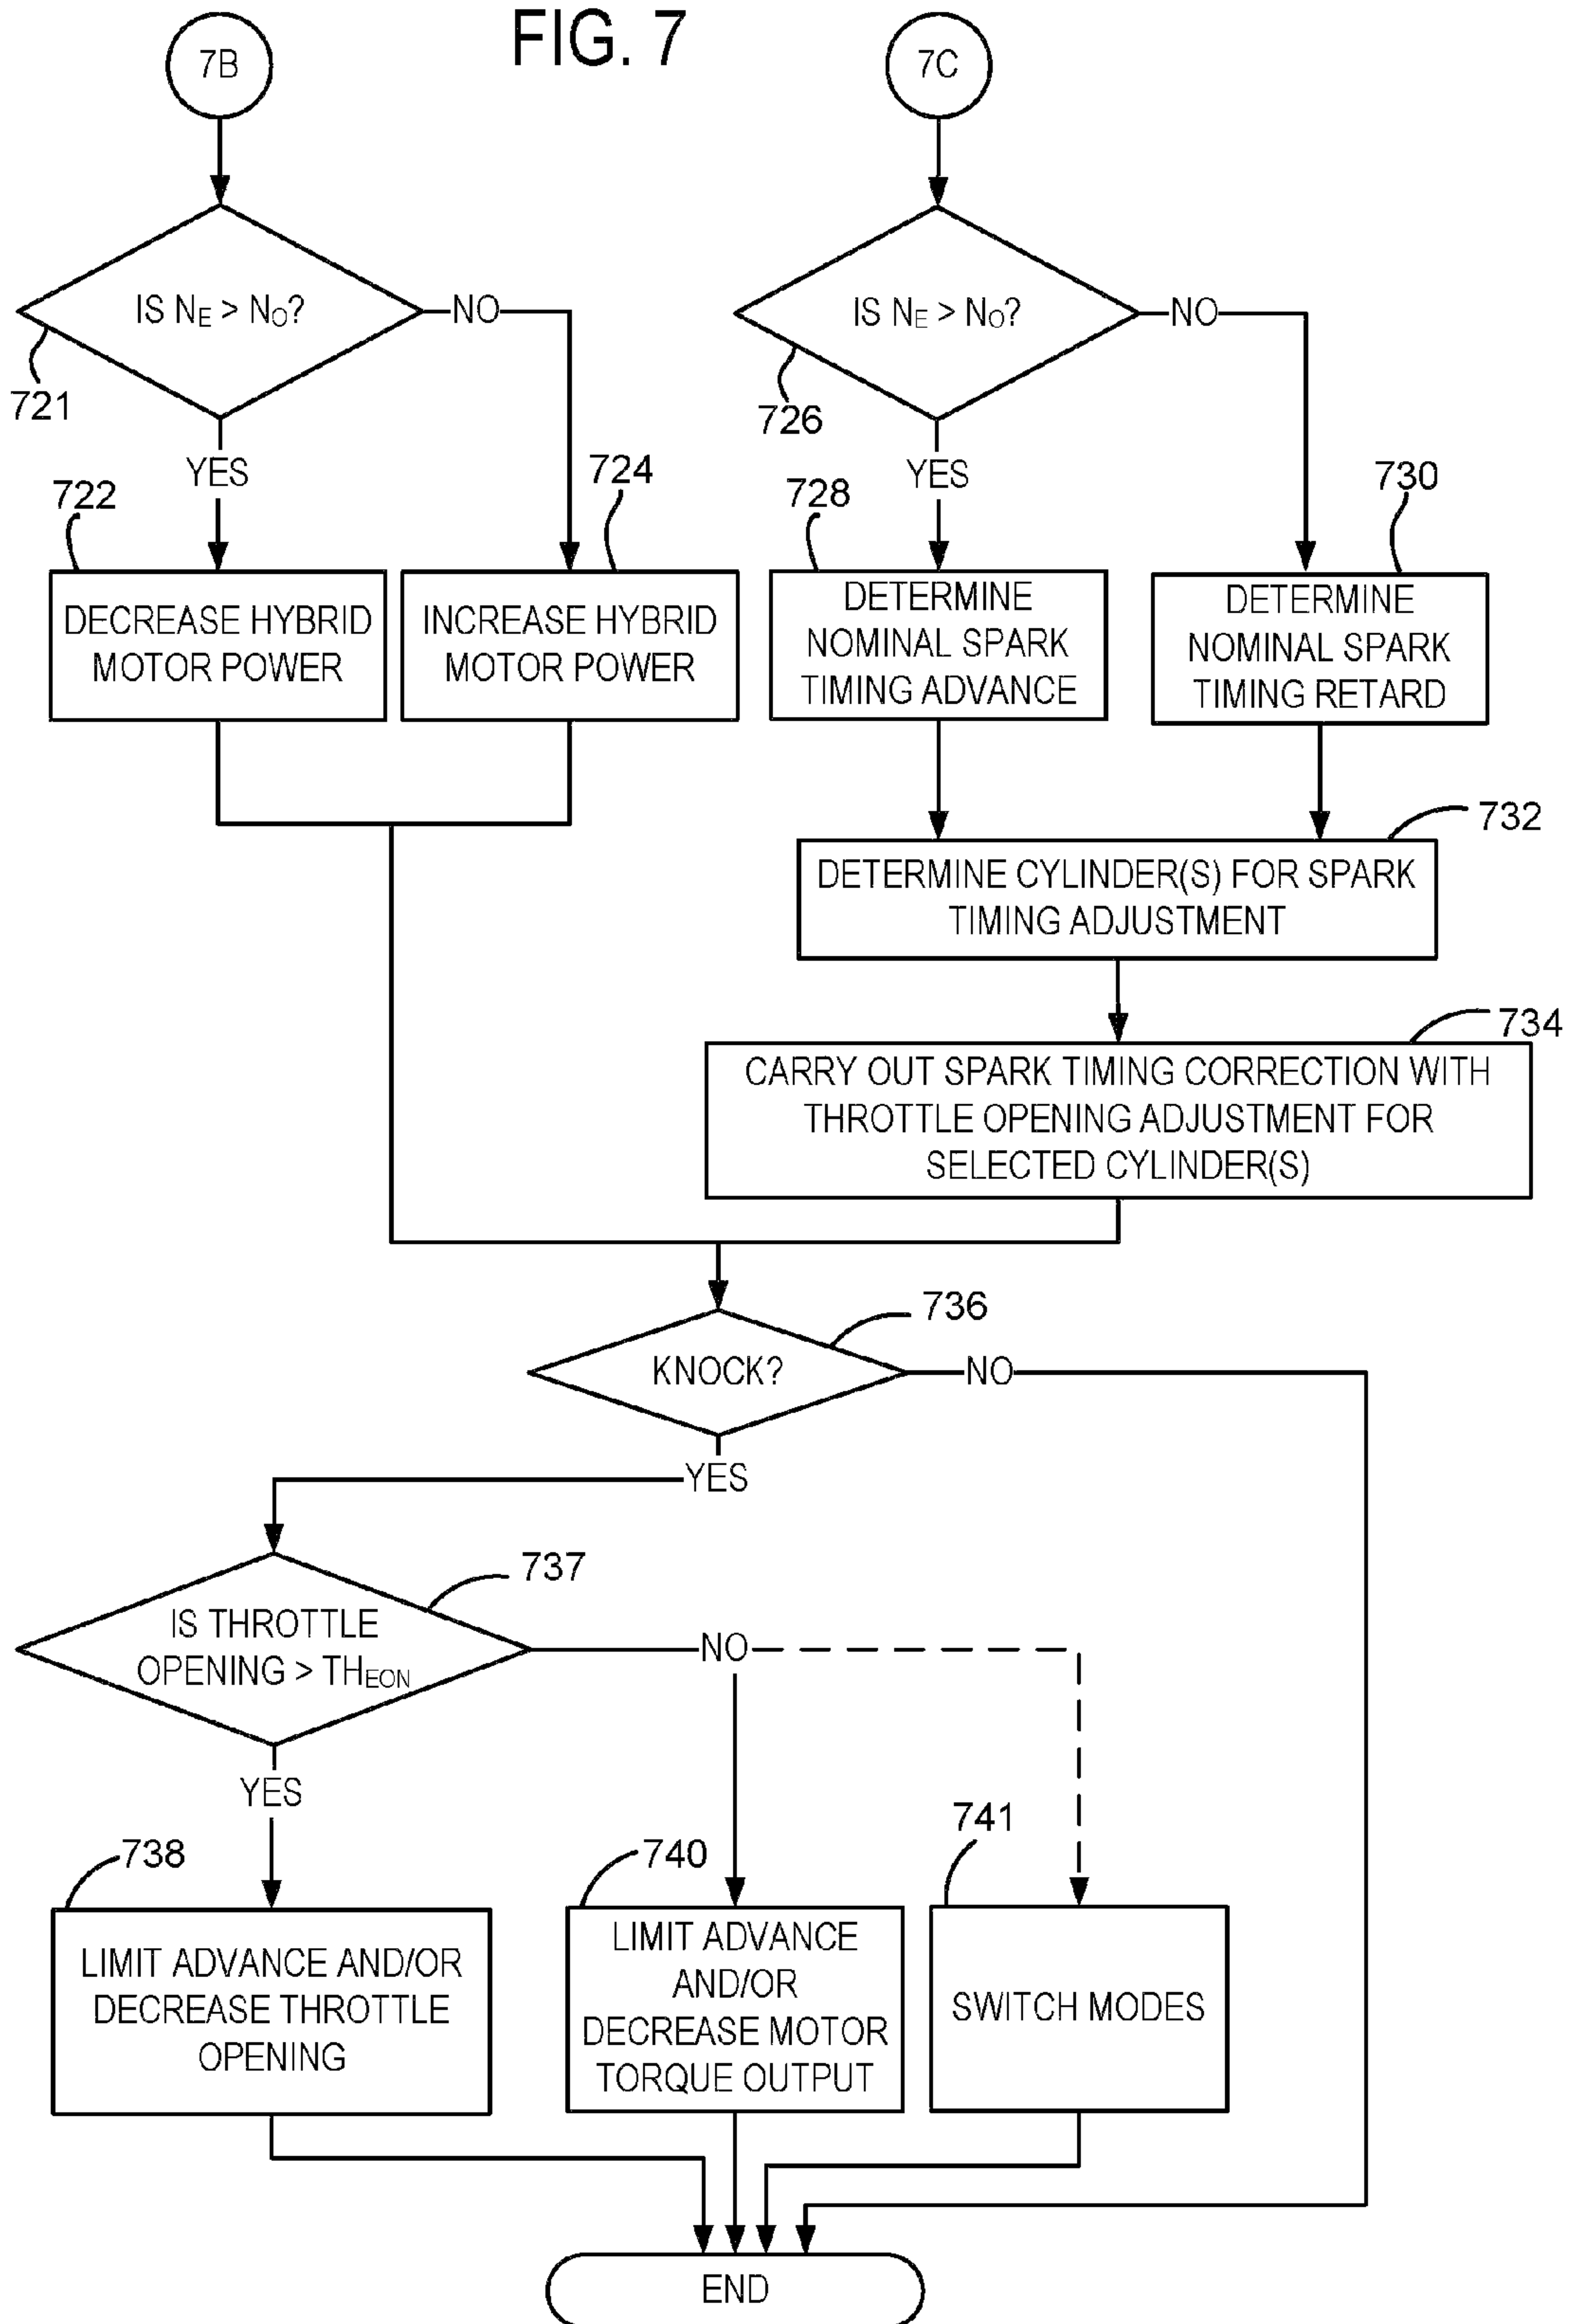 FIG. 7
7B
7C
IS NE > NO?
NO
721
YES
IS NE > NO?
NO
726
YES
722
DECREASE HYBRID
MOTOR POWER
724
INCREASE HYBRID
MOTOR POWER
728
DETERMINE
NOMINAL SPARK
TIMING ADVANCE
730
DETERMINE
NOMINAL SPARK
TIMING RETARD
732
DETERMINE CYLINDER(S) FOR SPARK
TIMING ADJUSTMENT
734
CARRY OUT SPARK TIMING CORRECTION WITH
THROTTLE OPENING ADJUSTMENT FOR
SELECTED CYLINDER(S)
736
KNOCK?
NO
YES
737
IS THROTTLE
OPENING > THEON
NO
YES
738
LIMIT ADVANCE AND/OR
DECREASE THROTTLE
OPENING
740
LIMIT ADVANCE
AND/OR
DECREASE MOTOR
TORQUE OUTPUT
741
SWITCH MODES
END